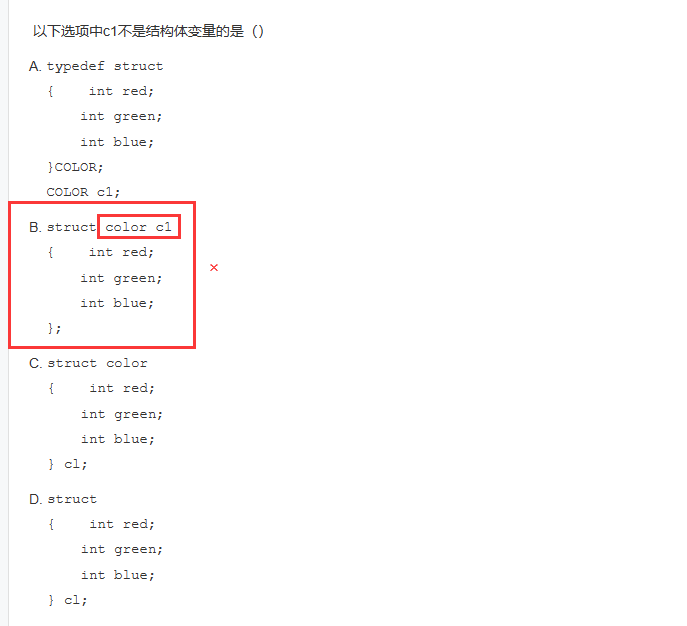 以下选项中c1不是结构体变量的是（）
A. typedef struct
{ int red;
int green;
int blue;
}COLOR;
COLOR c1;
B. struct color c1
{ int red;
int green;
int blue;
};
×
C. struct color
{ int red;
int green;
int blue;
} c1;
D. struct
{ int red;
int green;
int blue;
} c1;